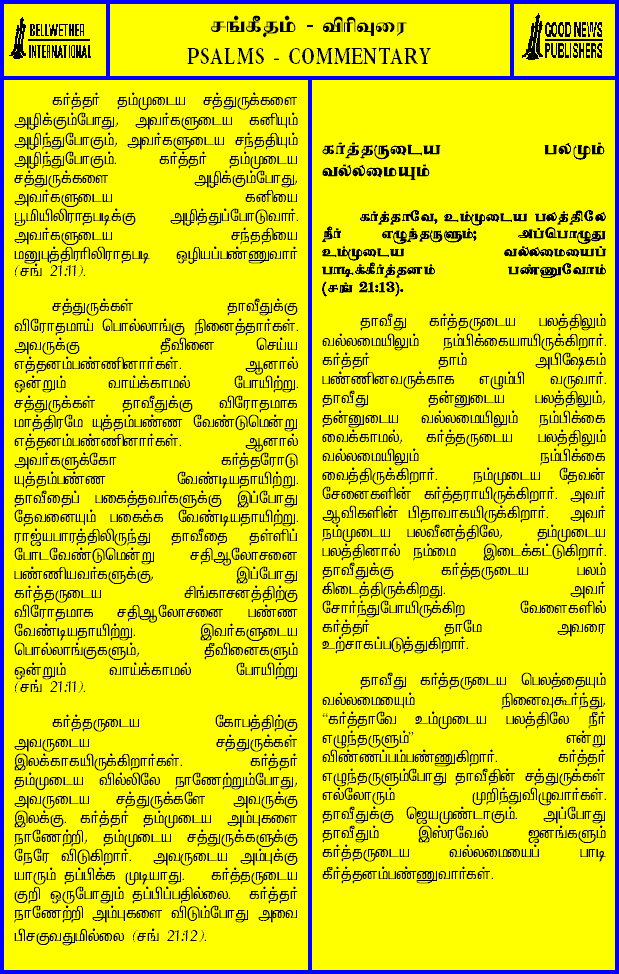 BELLWETHER
INTERNATIONAL
சங்கீதம் - விரிவுரை
PSALMS - COMMENTARY
GOOD NEWS
PUBLISHERS
கர்த்தர் தம்முடைய சத்துருக்களை
அழிக்கும்போது, அவர்களுடைய கனியும்
அழிந்துபோகும், அவர்களுடைய சந்ததியும்
அழிந்துபோகும். கர்த்தர் தம்முடைய
சத்துருக்களை அழிக்கும்போது,
அவர்களுடைய கனியை
பூமியிலிராதபடிக்கு அழித்துப்போடுவார்.
அவர்களுடைய சந்ததியை
மனுபுத்திரரிலிராதபடி ஒழியப்பண்ணுவார்
(சங் 21:11).
சத்துருக்கள் தாவீதுக்கு
விரோதமாய் பொல்லாங்கு நினைத்தார்கள்.
அவருக்கு தீவினை செய்ய
எத்தனம்பண்ணினார்கள். ஆனால்
ஒன்றும் வாய்க்காமல் போயிற்று.
சத்துருக்கள் தாவீதுக்கு விரோதமாக
மாத்திரமே யுத்தம்பண்ண வேண்டுமென்று
எத்தனம்பண்ணினார்கள். ஆனால்
அவர்களுக்கோ கர்த்தரோடு
யுத்தம்பண்ண வேண்டியதாயிற்று.
தாவீதைப் பகைத்தவர்களுக்கு இப்போது
தேவனையும் பகைக்க வேண்டியதாயிற்று.
ராஜ்யபாரத்திலிருந்து தாவீதை தள்ளிப்
போடவேண்டுமென்று சதிஆலோசனை
பண்ணியவர்களுக்கு, இப்போது
கர்த்தருடைய சிங்காசனத்திற்கு
விரோதமாக சதிஆலோசனை பண்ண
வேண்டியதாயிற்று. இவர்களுடைய
பொல்லாங்குகளும், தீவினைகளும்
ஒன்றும் வாய்க்காமல் போயிற்று
(சங் 21:11).
கர்த்தருடைய கோபத்திற்கு
அவருடைய சத்துருக்கள்
இலக்காகயிருக்கிறார்கள். கர்த்தர்
தம்முடைய வில்லிலே நாணேற்றும்போது,
அவருடைய சத்துருக்களே அவருக்கு
இலக்கு. கர்த்தர் தம்முடைய அம்புகளை
நாணேற்றி, தம்முடைய சத்துருக்களுக்கு
நேரே விடுகிறார். அவருடைய அம்புக்கு
யாரும் தப்பிக்க முடியாது. கர்த்தருடைய
குறி ஒருபோதும் தப்பிப்பதில்லை. கர்த்தர்
நாணேற்றி அம்புகளை விடும்போது அவை
பிசகுவதுமில்லை (சங் 21:12).
கர்த்தருடைய பலமும்
வல்லமையும்
கர்த்தாவே, உம்முடைய பலத்திலே
நீர் எழுந்தருளும்; அப்பொழுது
உம்முடைய வல்லமையைப்
பாடிக்கீர்த்தனம் பண்ணுவோம்
(சங் 21:13).
தாவீது கர்த்தருடைய பலத்திலும்
வல்லமையிலும் நம்பிக்கையாயிருக்கிறார்.
கர்த்தர் தாம் அபிஷேகம்
பண்ணினவருக்காக எழும்பி வருவார்.
தாவீது தன்னுடைய பலத்திலும்,
தன்னுடைய வல்லமையிலும் நம்பிக்கை
வைக்காமல், கர்த்தருடைய பலத்திலும்
வல்லமையிலும் நம்பிக்கை
வைத்திருக்கிறார். நம்முடைய தேவன்
சேனைகளின் கர்த்தராயிருக்கிறார். அவர்
ஆவிகளின் பிதாவாகயிருக்கிறார். அவர்
நம்முடைய பலவீனத்திலே, தம்முடைய
பலத்தினால் நம்மை இடைக்கட்டுகிறார்.
தாவீதுக்கு கர்த்தருடைய பலம்
கிடைத்திருக்கிறது. அவர்
சோர்ந்துபோயிருக்கிற வேளைகளில்
கர்த்தர் தாமே அவரை
உற்சாகப்படுத்துகிறார்.
தாவீது கர்த்தருடைய பெலத்தையும்
வல்லமையைும் நினைவுகூர்ந்து,
"கர்த்தாவே உம்முடைய பலத்திலே நீர்
எழுந்தருளும்" என்று
விண்ணப்பம்பண்ணுகிறார். கர்த்தர்
எழுந்தருளும்போது தாவீதின் சத்துருக்கள்
எல்லோரும் முறிந்துவிழுவார்கள்.
தாவீதுக்கு ஜெயமுண்டாகும். அப்போது
தாவீதும் இஸ்ரவேல் ஜனங்களும்
கர்த்தருடைய வல்லமையைப் பாடி
கீர்த்தனம்பண்ணுவார்கள்.